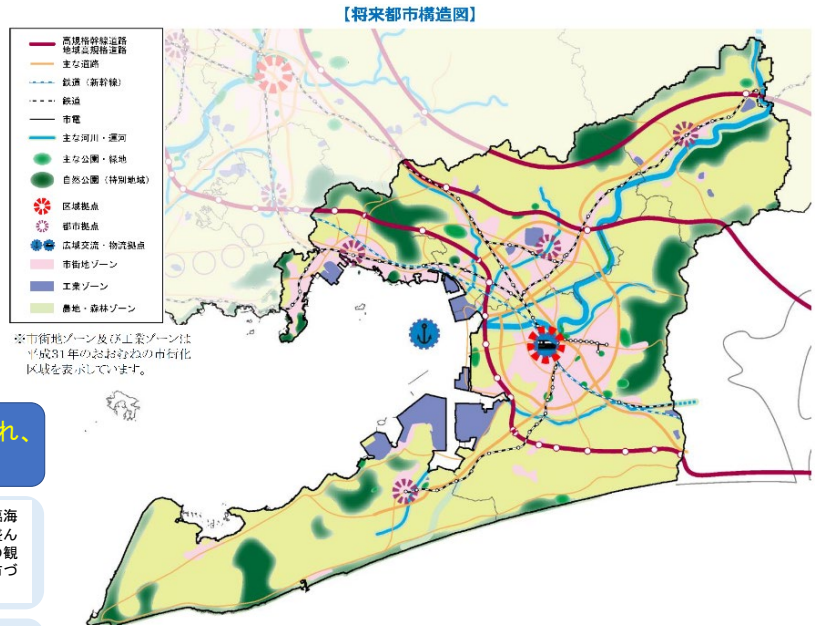 【将来都市構造図】
高規格幹線道路
地域高規格道路
主な道路
鉄道（新幹線）
鉄道
市電
主な河川・運河
主な公園・緑地
自然公園（特別地域）
区域拠点
都市拠点
広域交流・物流拠点
市街地ゾーン
工業ゾーン
農地・森林ゾーン
※市街地ゾーン及び工業ゾーンは
平成31年のおおむねの市街化
区域を表示しています。
れ、
臨海
ん
の観
づ